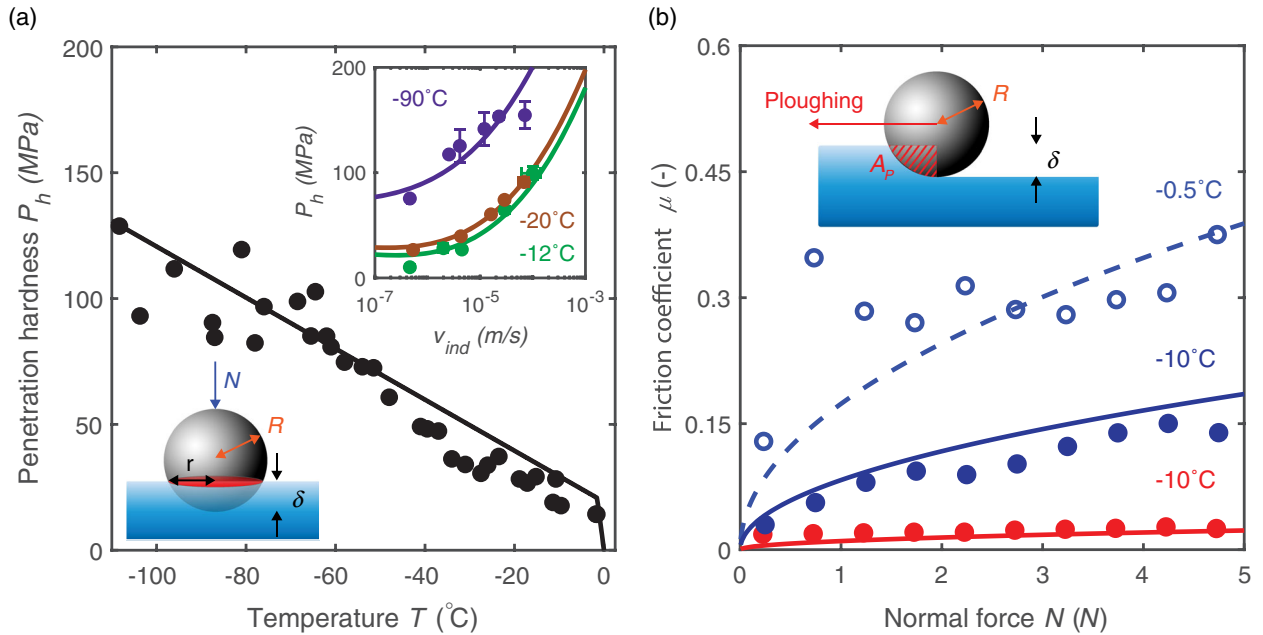 (a)
Penetration hardness P_h (MPa)
200
150
100
50
0
-100
-80
-60
-40
-20
0
Temperature T (˚C)
P_h (MPa)
200
100
0
10^-7
10^-5
10^-3
v_ind (m/s)
-90˚C
-20˚C
-12˚C
N
R
r
δ
(b)
Friction coefficient μ (-)
0.6
0.45
0.3
0.15
0
0
1
2
3
4
5
Normal force N (N)
Ploughing
R
A_P
δ
-0.5˚C
-10˚C
-10˚C